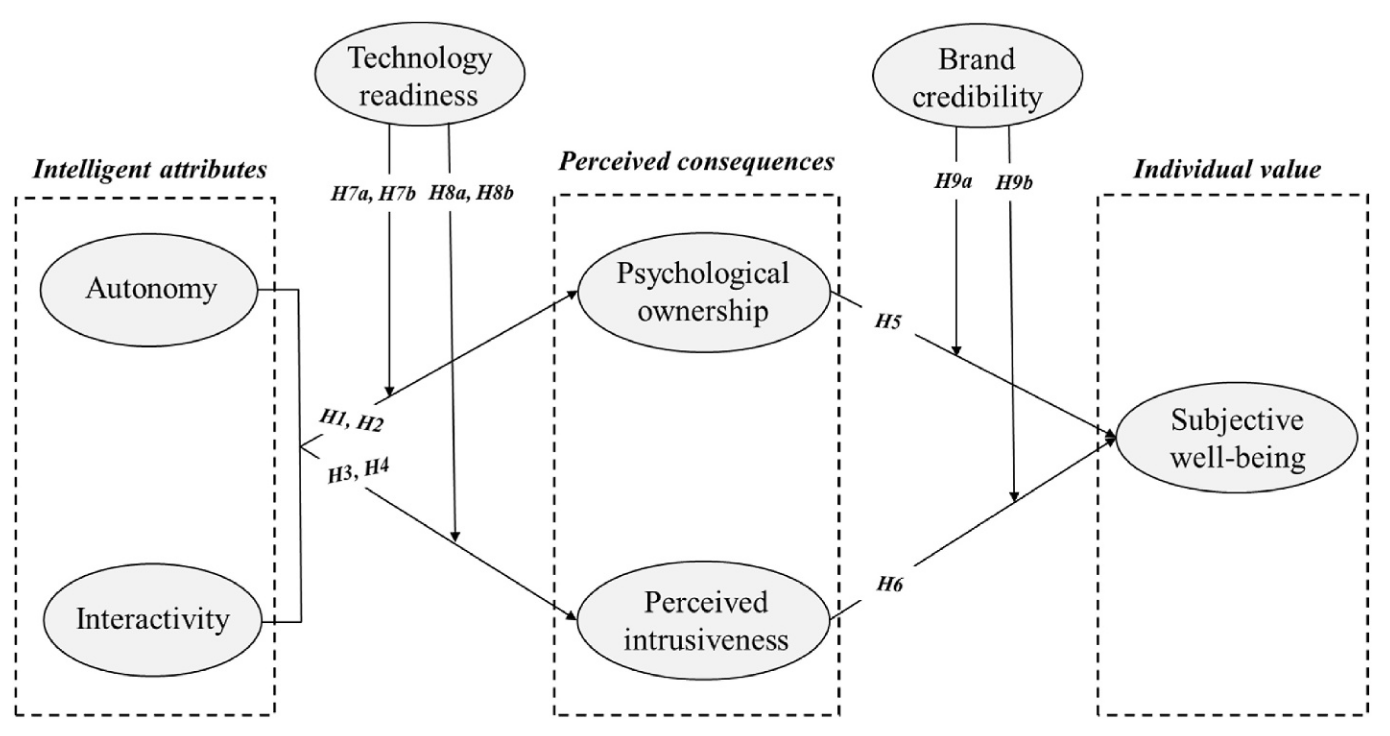 Technology
readiness
Brand
credibility
Intelligent attributes
Perceived consequences
Individual value
H7a, H7b
H8a, H8b
H9a
H9b
Autonomy
Psychological
ownership
H5
H1, H2
H3, H4
Subjective
well-being
H6
Interactivity
Perceived
intrusiveness